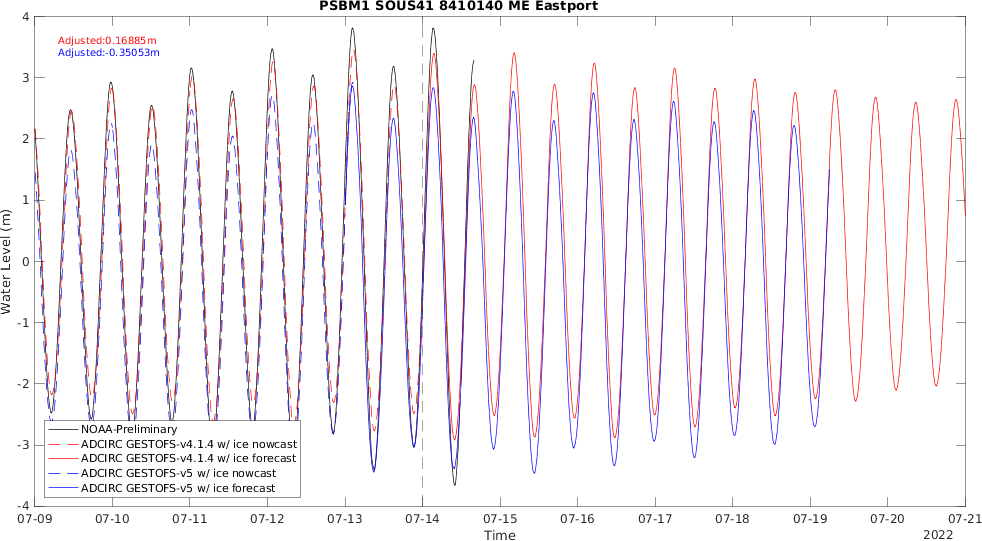 PSBM1 SOUS41 8410140 ME Eastport
4
3
2
1
0
-1
-2
-3
-4
Water Level (m)
Adjusted:0.16885m
Adjusted:-0.35053m
NOAA-Preliminary
ADCIRC GESTOFS-v4.1.4 w/ ice nowcast
ADCIRC GESTOFS-v4.1.4 w/ ice forecast
ADCIRC GESTOFS-v5 w/ ice nowcast
ADCIRC GESTOFS-v5 w/ ice forecast
07-09 07-10 07-11 07-12 07-13 07-14 07-15 07-16 07-17 07-18 07-19 07-20 07-21
Time
2022